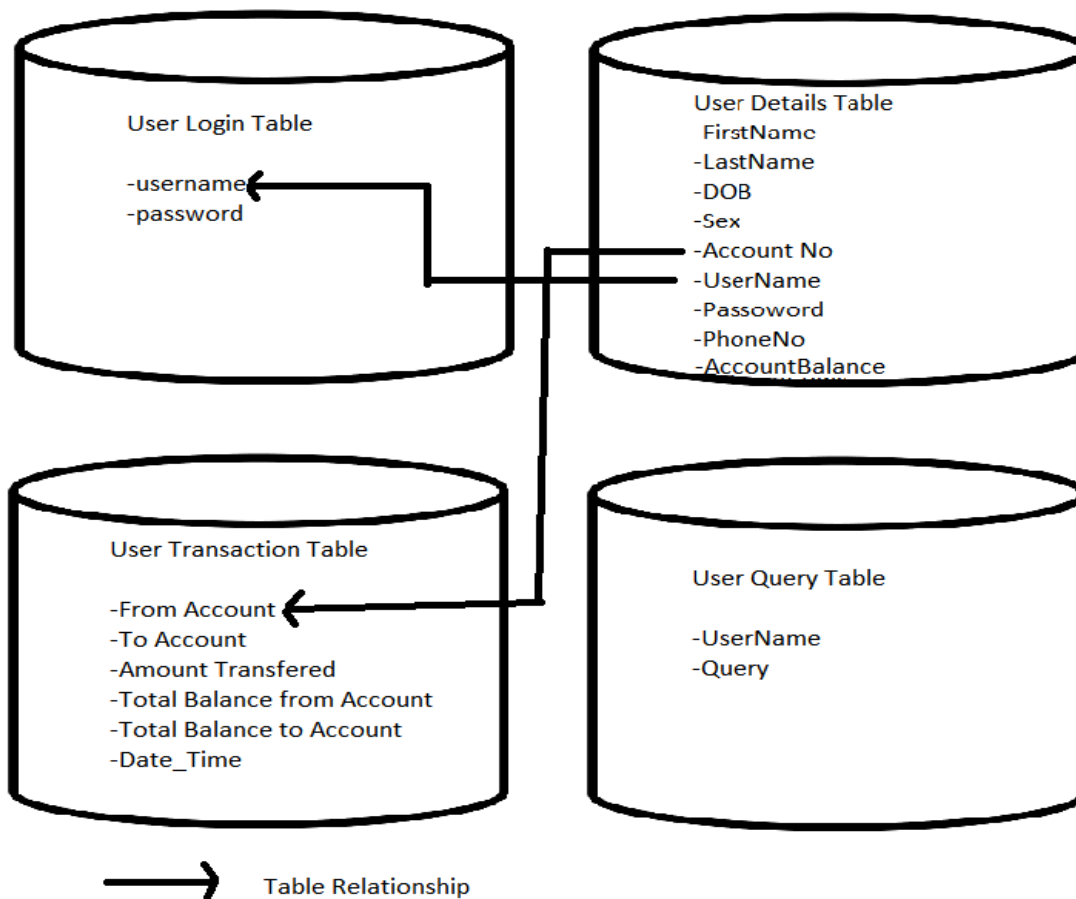 User Login Table
-username
-password
User Details Table
-FirstName
-LastName
-DOB
-Sex
-Account No
-UserName
-Passoword
-PhoneNo
-AccountBalance
User Transaction Table
-From Account
-To Account
-Amount Transfered
-Total Balance from Account
-Total Balance to Account
-Date_Time
User Query Table
-UserName
-Query
Table Relationship